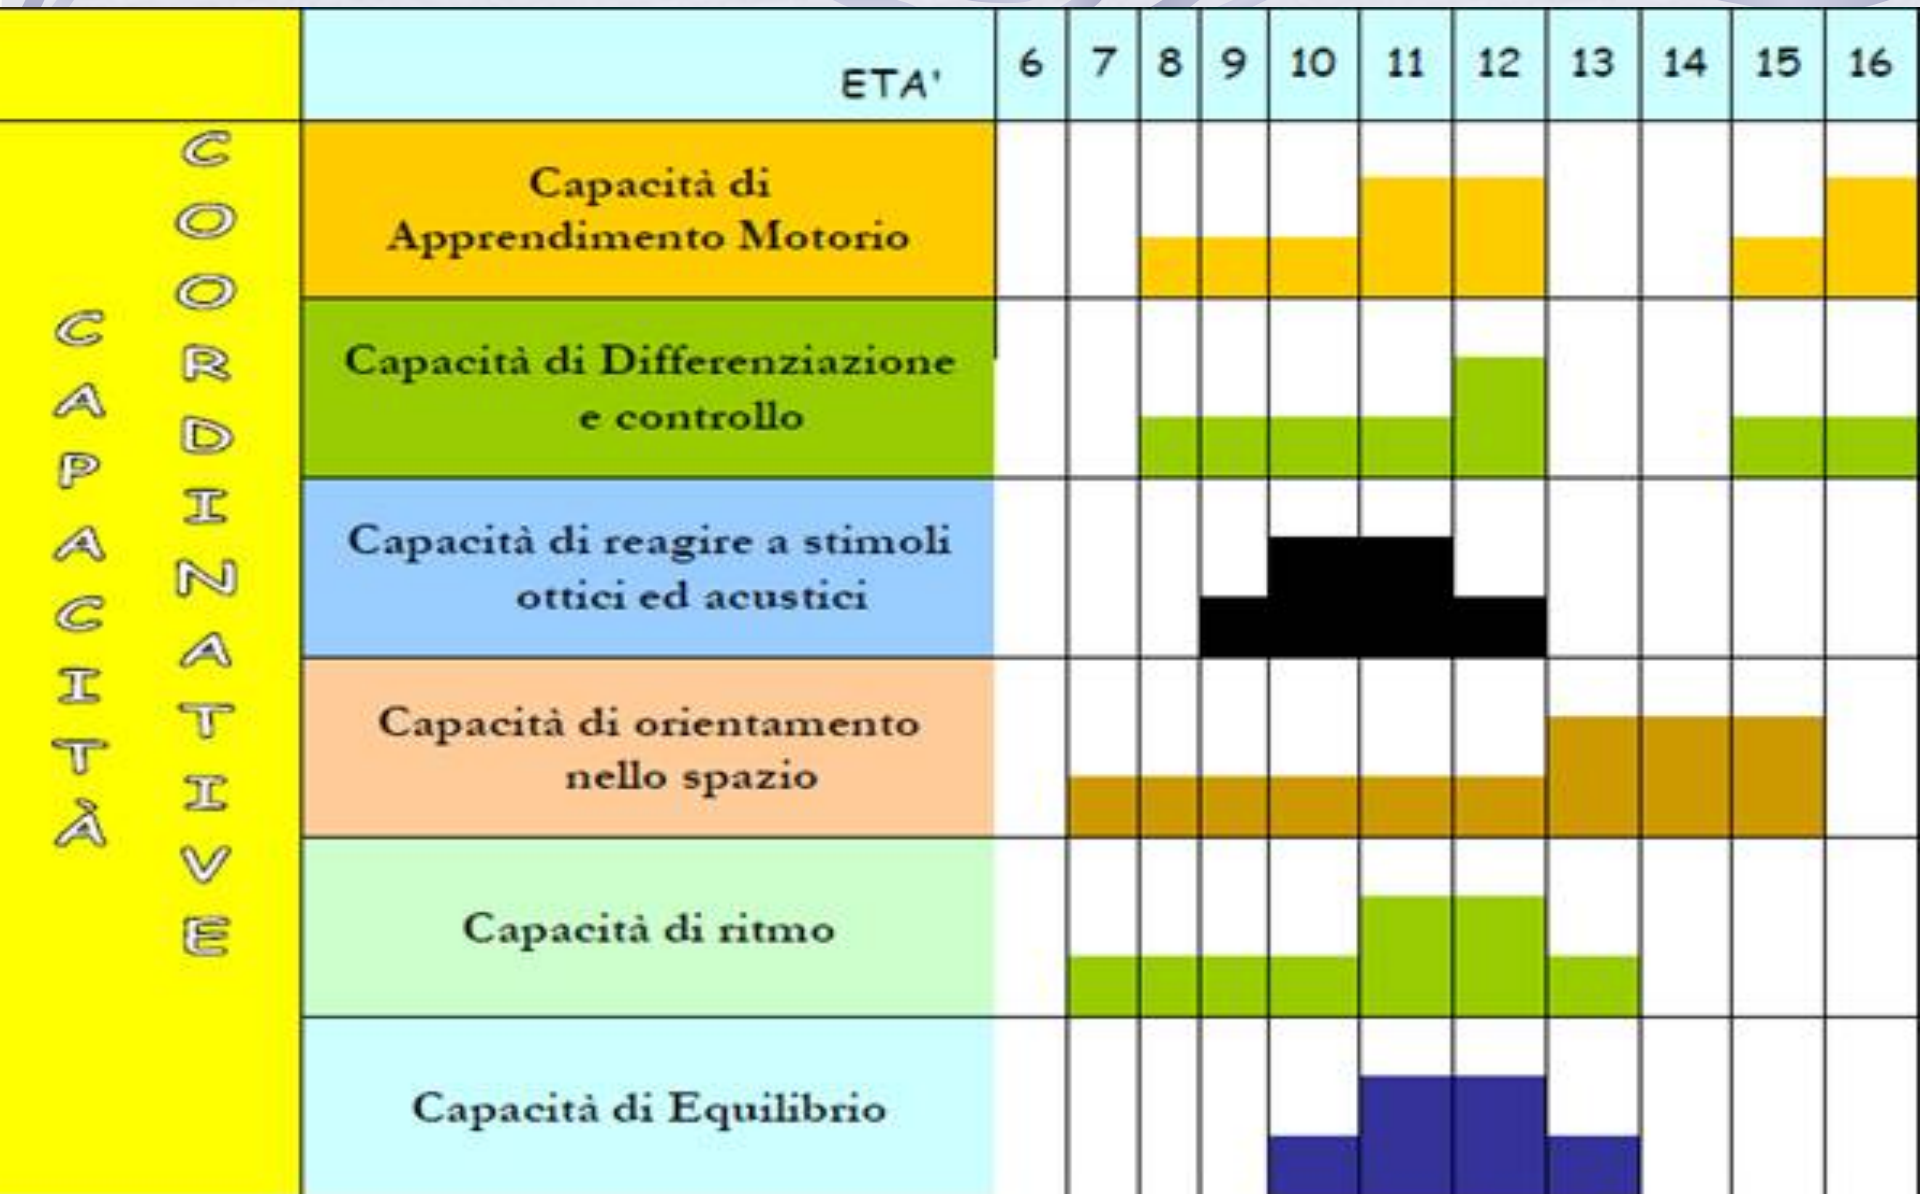 ETA' 6 7 8 9 10 11 12 13 14 15 16
CAPACITÀ
COORDINATIVE
Capacità di
Apprendimento Motorio
Capacità di Differenziazione
e controllo
Capacità di reagire a stimoli
ottici ed acustici
Capacità di orientamento
nello spazio
Capacità di ritmo
Capacità di Equilibrio